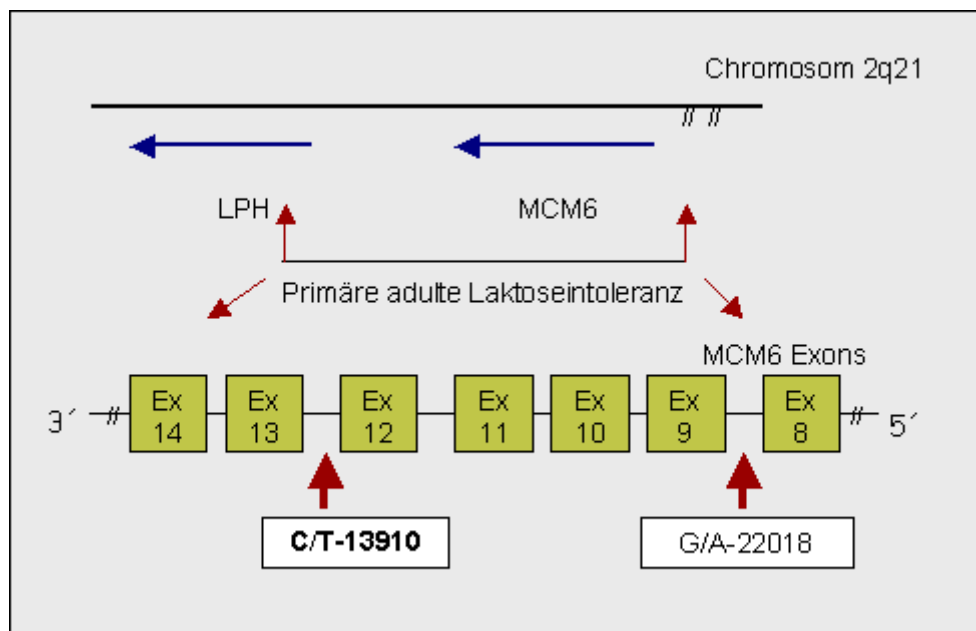 Chromosom 2q21
LPH
MCM6
Primäre adulte Laktoseintoleranz
MCM6 Exons
3´
Ex
14
Ex
13
Ex
12
Ex
11
Ex
10
Ex
9
Ex
8
5´
C/T-13910
G/A-22018